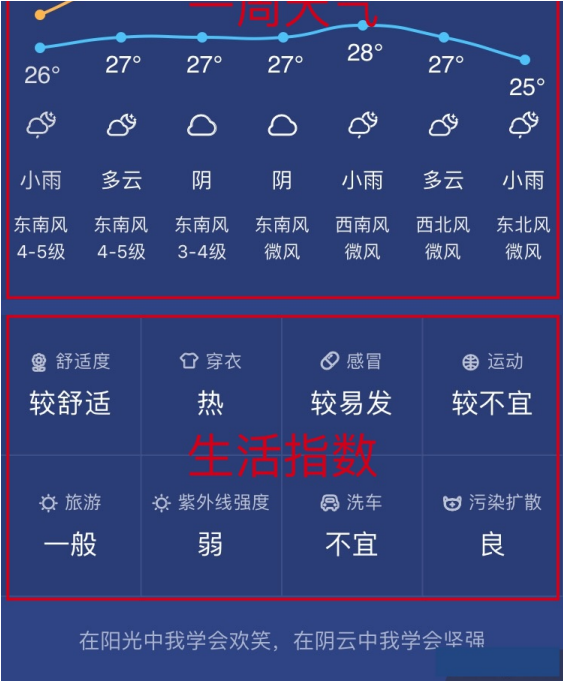 一周天气
26° 27° 27° 27° 28° 27° 25°
小雨 多云 阴 阴 小雨 多云 小雨
东南风 东南风 东南风 东南风 西南风 西北风 东北风
4-5级 4-5级 3-4级 微风 微风 微风 微风
舒适度 穿衣 感冒 运动
较舒适 热 较易发 较不宜
生活指数
旅游 紫外线强度 洗车 污染扩散
一般 弱 不宜 良
在阳光中我学会欢笑，在阴云中我学会坚强